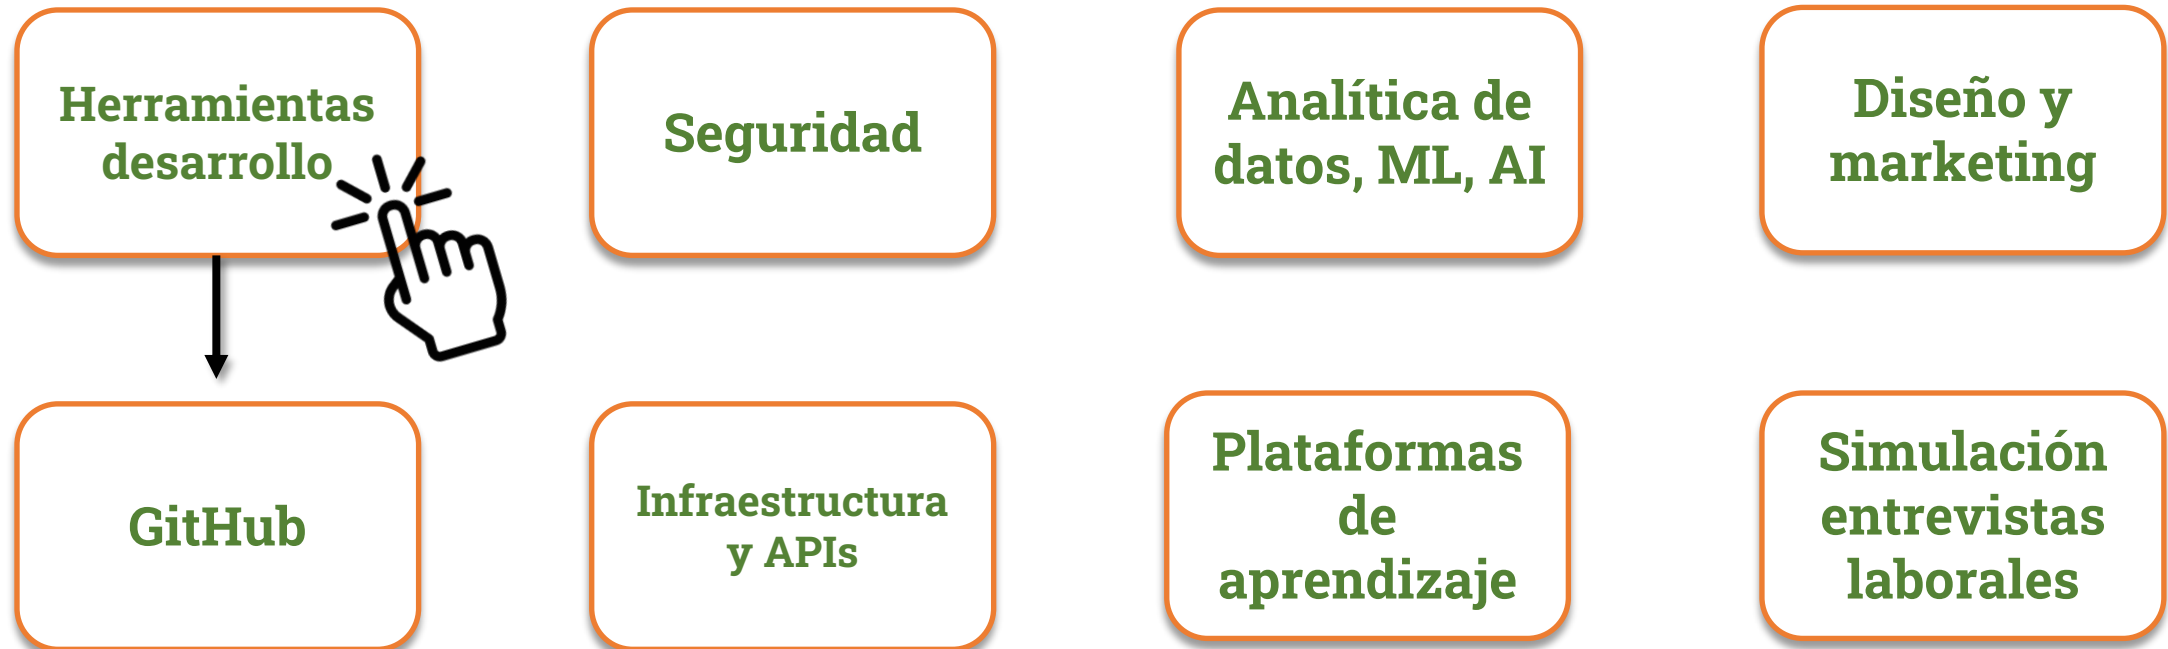 Herramientas
desarrollo
Seguridad
Analítica de
datos, ML, AI
Diseño y
marketing
GitHub
Infraestructura
y APIs
Plataformas
de
aprendizaje
Simulación
entrevistas
laborales